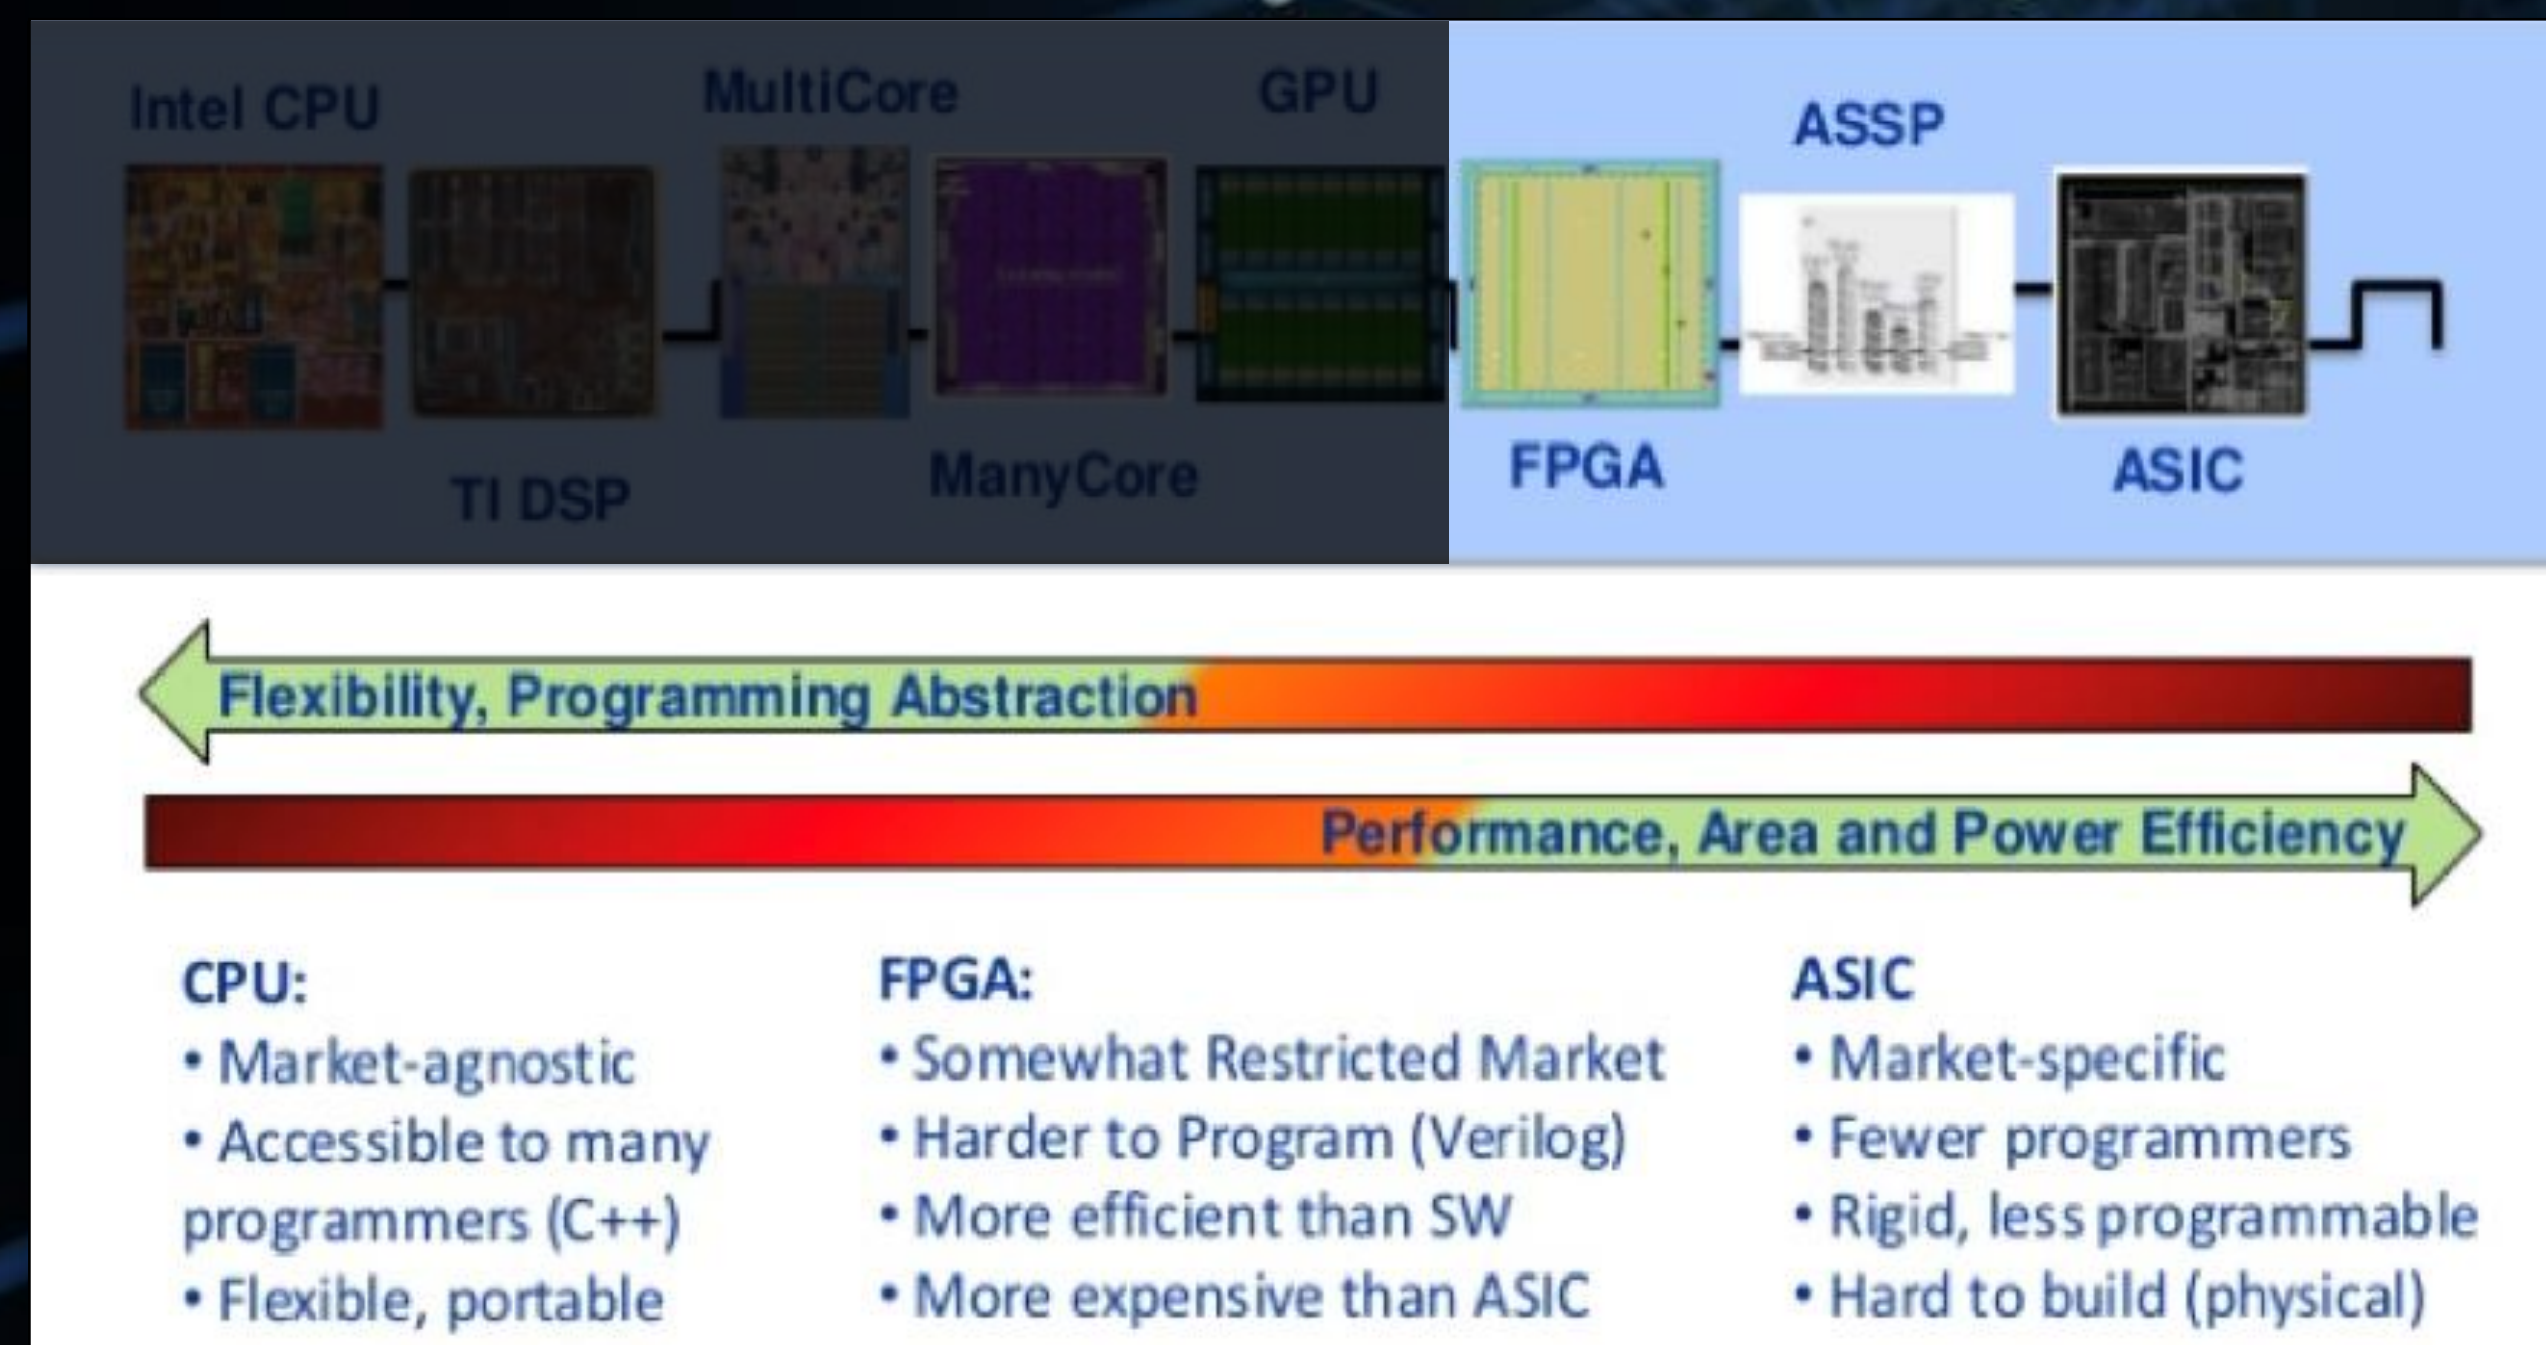 Intel CPU
MultiCore
GPU
ASSP
TI DSP
ManyCore
FPGA
ASIC
Flexibility, Programming Abstraction
Performance, Area and Power Efficiency
CPU:
• Market-agnostic
• Accessible to many
programmers (C++)
• Flexible, portable
FPGA:
• Somewhat Restricted Market
• Harder to Program (Verilog)
• More efficient than SW
• More expensive than ASIC
ASIC
• Market-specific
• Fewer programmers
• Rigid, less programmable
• Hard to build (physical)